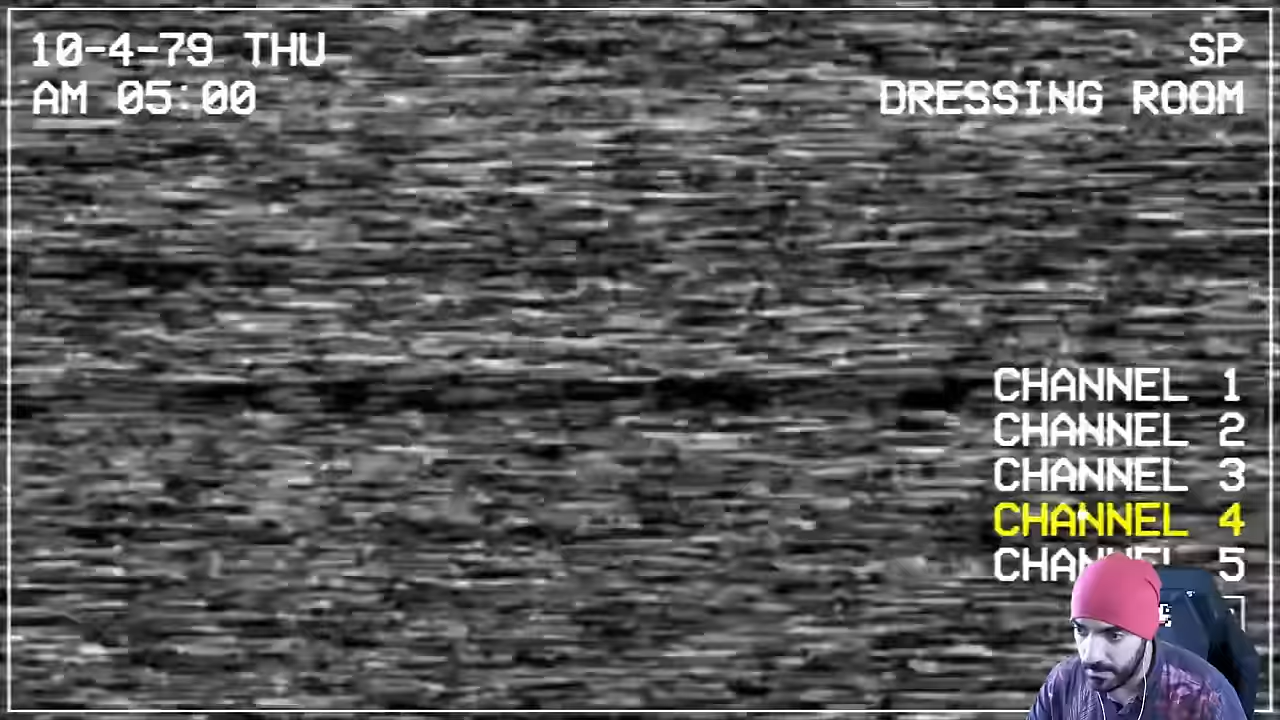 10-4-79 THU
AM 05:00
SP
DRESSING ROOM
CHANNEL 1
CHANNEL 2
CHANNEL 3
CHANNEL 4
5